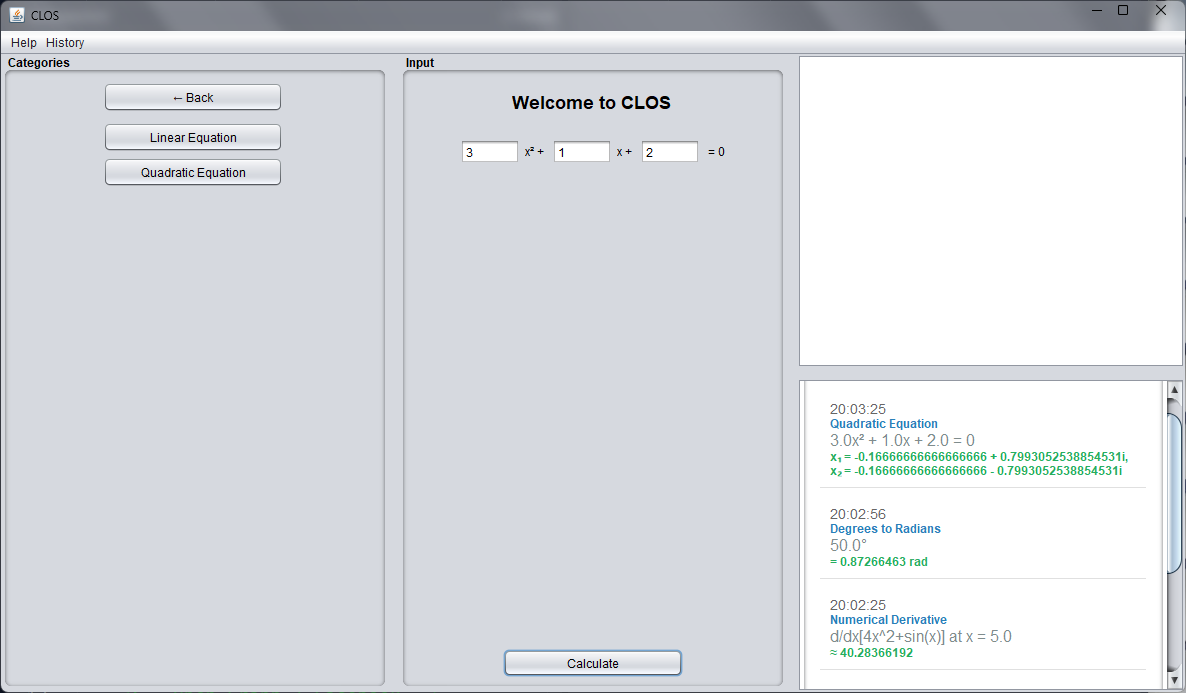 CLOS
Help History
Categories
← Back
Linear Equation
Quadratic Equation
Input
Welcome to CLOS
3 x² + 1 x + 2 = 0
Calculate
20:03:25
Quadratic Equation
3.0x² + 1.0x + 2.0 = 0
x₁ = -0.16666666666666666 + 0.7993052538854531i,
x₂ = -0.16666666666666666 - 0.7993052538854531i
20:02:56
Degrees to Radians
50.0°
= 0.87266463 rad
20:02:25
Numerical Derivative
d/dx[4x^2+sin(x)] at x = 5.0
≈ 40.28366192